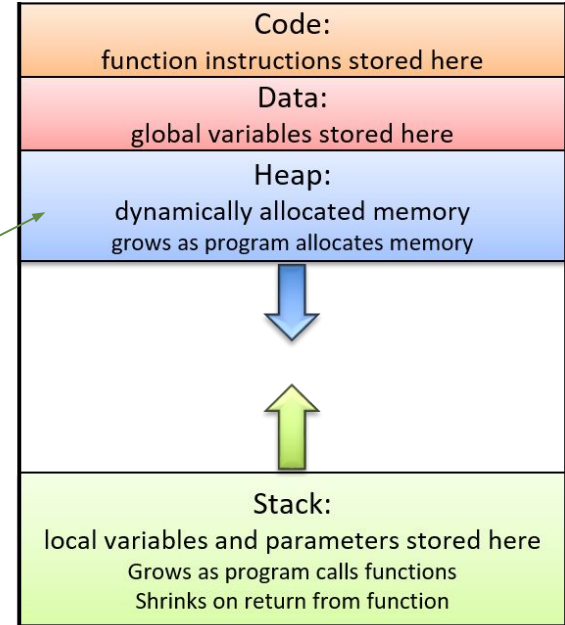 Code:
function instructions stored here
Data:
global variables stored here
Heap:
dynamically allocated memory
grows as program allocates memory
Stack:
local variables and parameters stored here
Grows as program calls functions
Shrinks on return from function